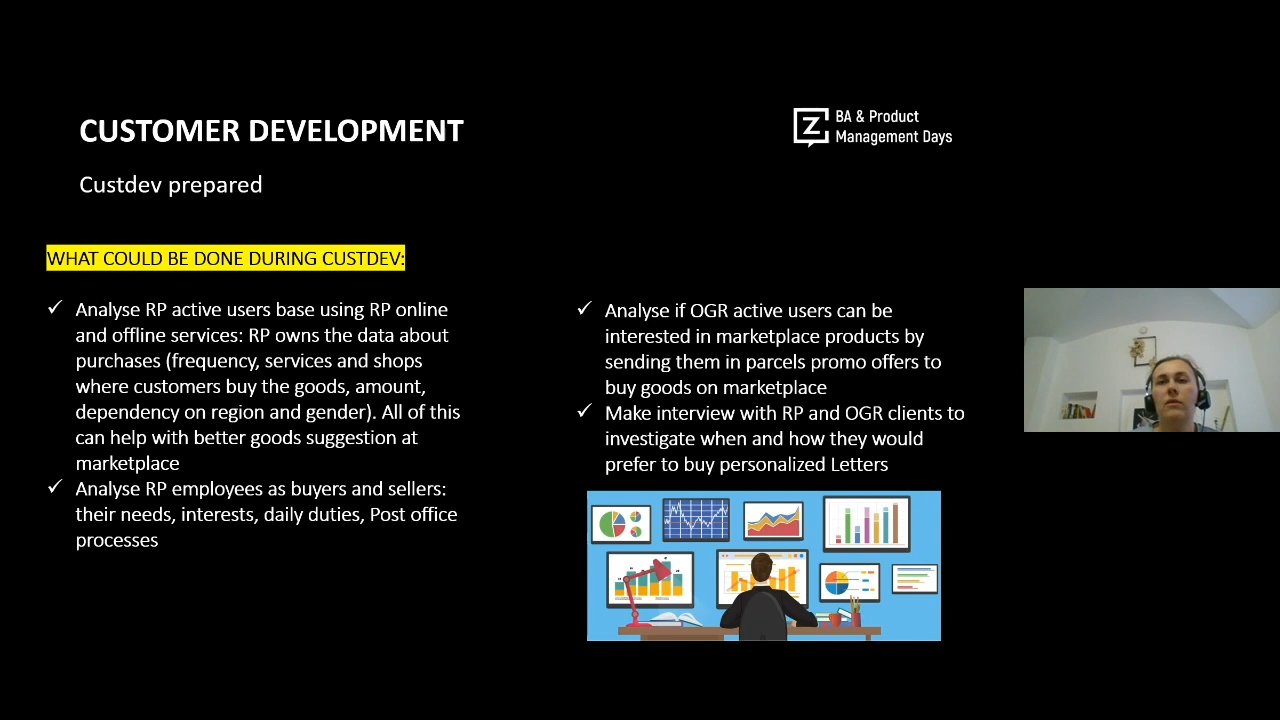 CUSTOMER DEVELOPMENT
BA & Product
Management Days
Custdev prepared
WHAT COULB BE DONE DURING CUSTDEV:
Analyse RP active users base using RP online
and offline services: RP owns the data about
purchases (frequency, services and shops
where customers buy the goods, amount,
dependency on region and gender). All of this
can help with better goods suggestion at
marketplace
Analyse RP employees as buyers and sellers:
their needs, interests, daily duties, Post office
processes
Analyse if OGR active users can be
interested in marketplace products by
sending them in parcels promo offers to
buy goods on marketplace
Make interview with RP and OGR clients to
investigate when and how they would
prefer to buy personalized Letters